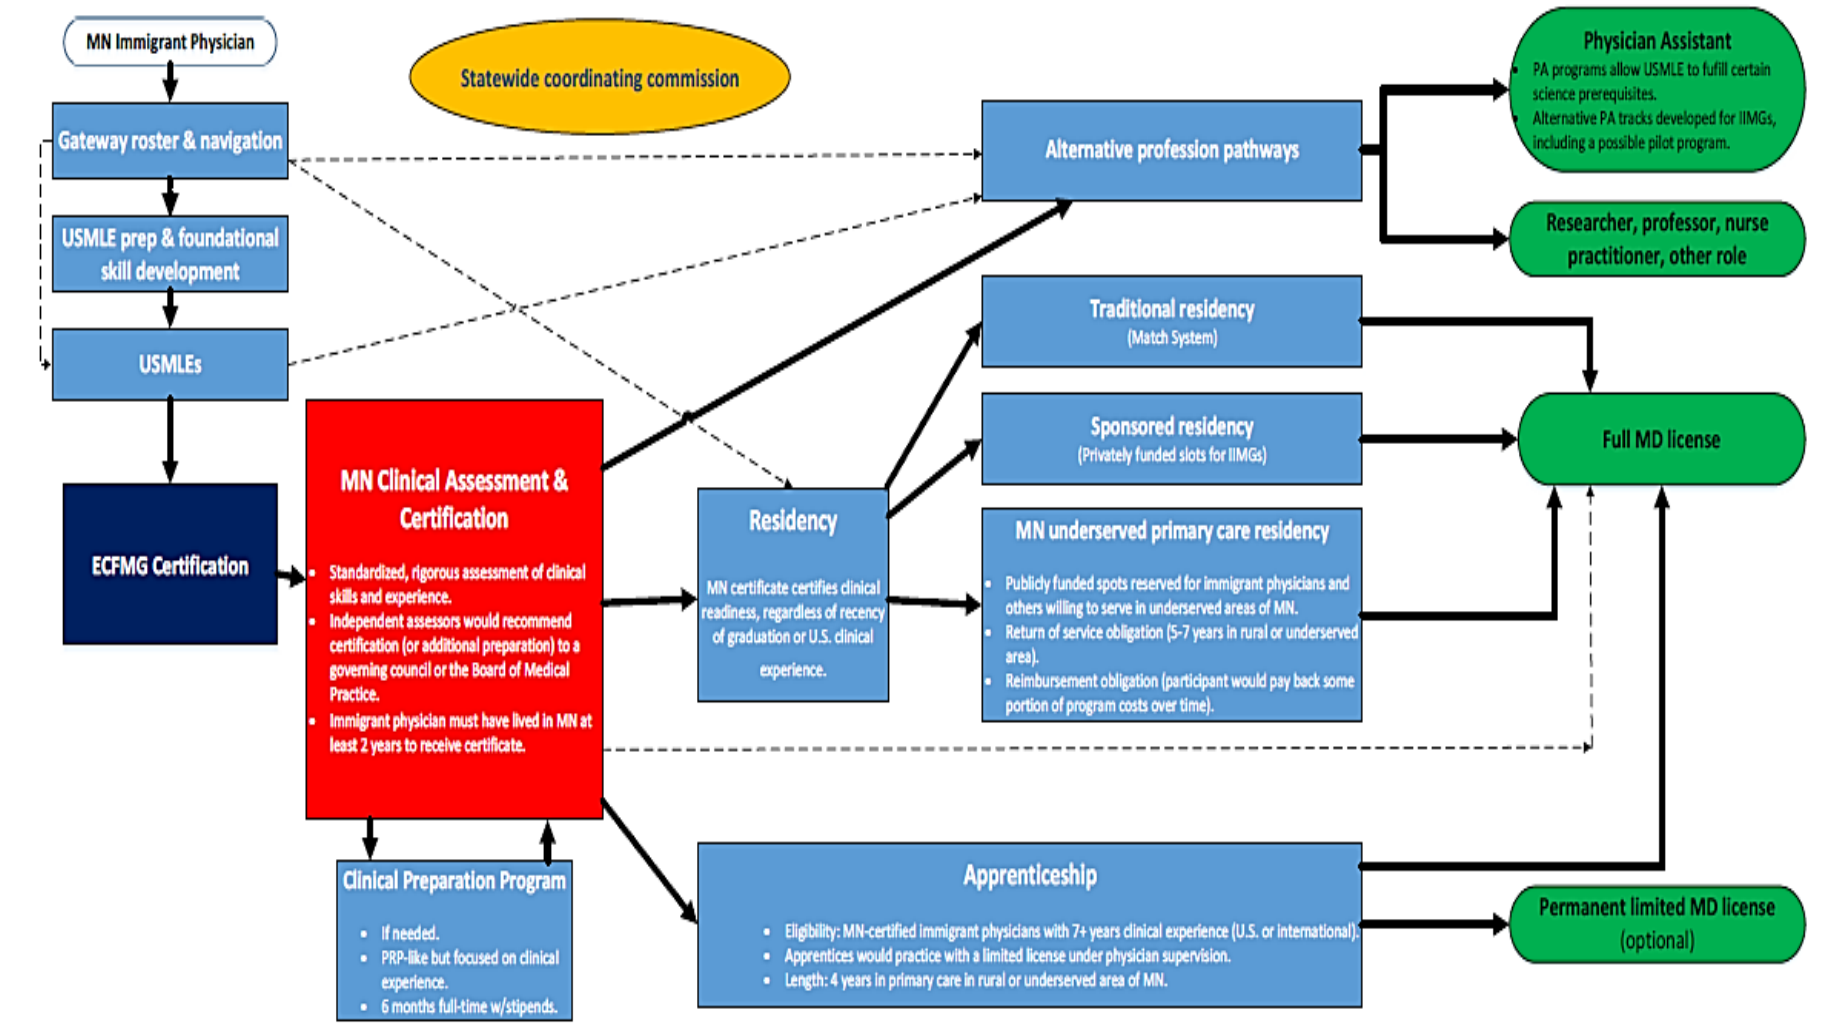 MN Immigrant Physician
Statewide coordinating commission
Gateway roster & navigation
USMLE prep & foundational
skill development
USMLEs
ECFMG Certification
MN Clinical Assessment &
Certification
• Standardized, rigorous assessment of clinical
skills and experience.
• Independent assessors would recommend
certification (or additional preparation) to a
governing council or the Board of Medical
Practice.
• Immigrant physician must have lived in MN at
least 2 years to receive certificate.
Clinical Preparation Program
• If needed.
• PRP-like but focused on clinical
experience.
• 6 months full-time w/stipends.
Residency
MN certificate certifies clinical
readiness, regardless of recency
of graduation or U.S. clinical
experience.
Alternative profession pathways
Traditional residency
(Match System)
Sponsored residency
(Privately funded slots for IIMGs)
MN underserved primary care residency
• Publicly funded spots reserved for immigrant physicians and
others willing to serve in underserved areas of MN.
• Return of service obligation (5-7 years in rural or underserved
area).
• Reimbursement obligation (participant would pay back some
portion of program costs over time).
Apprenticeship
• Eligibility: MN-certified immigrant physicians with 7+ years clinical experience (U.S. or international).
• Apprentices would practice with a limited license under physician supervision.
• Length: 4 years in primary care in rural or underserved area of MN.
Physician Assistant
• PA programs allow USMLE to fufill certain
science prerequisites.
• Alternative PA tracks developed for IIMGs,
including a possible pilot program.
Researcher, professor, nurse
practitioner, other role
Full MD license
Permanent limited MD license
(optional)